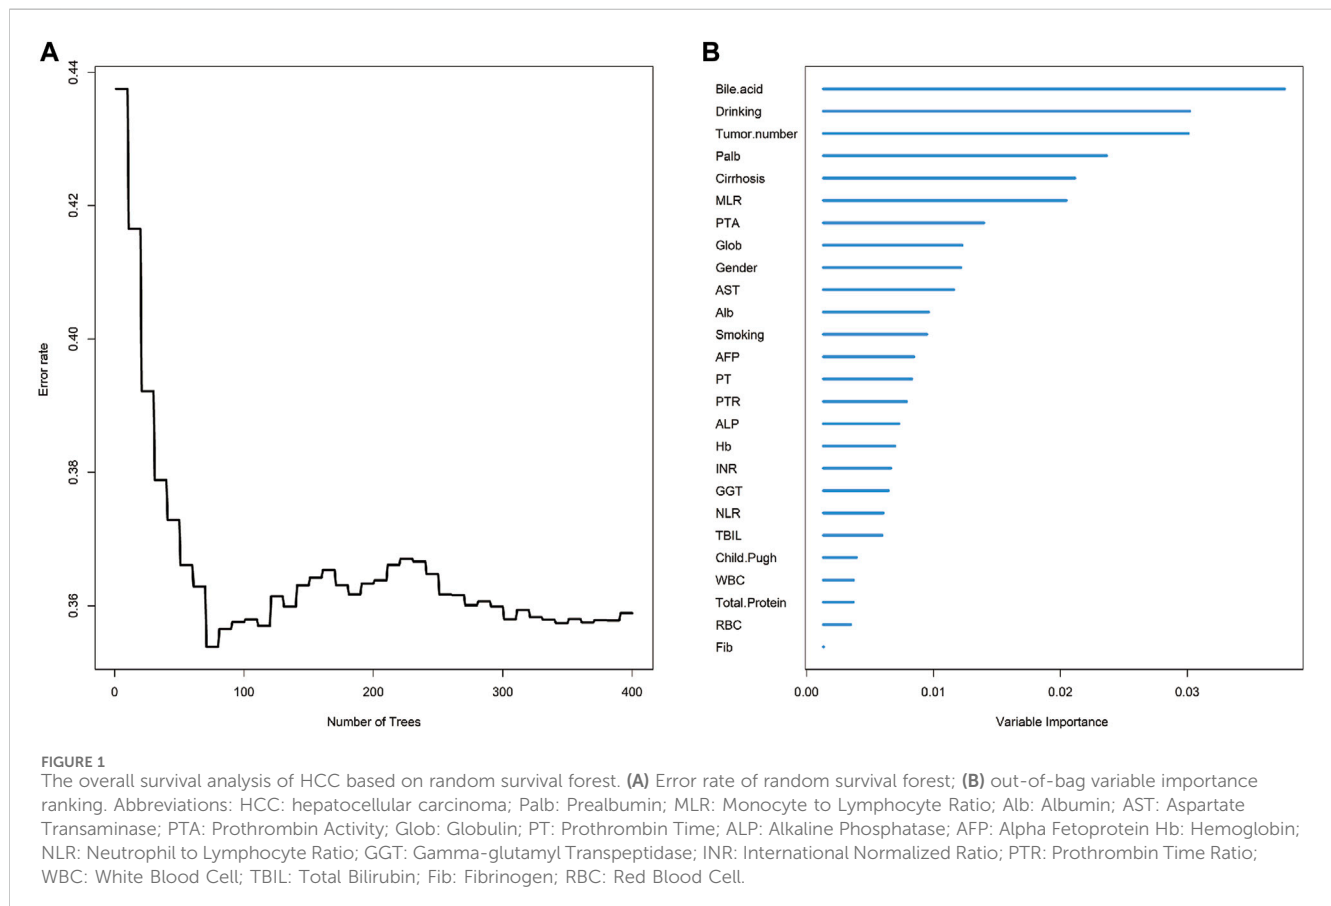 A
B
0.44
0.42
0.40
0.38
0.36
Error rate
0
100
200
300
400
Number of Trees
Bile.acid
Drinking
Tumor.number
Palb
Cirrhosis
MLR
PTA
Glob
Gender
AST
Alb
Smoking
AFP
PT
PTR
ALP
Hb
INR
GGT
NLR
TBIL
Child.Pugh
WBC
Total.Protein
RBC
Fib
0.00
0.01
0.02
0.03
Variable Importance
FIGURE 1
The overall survival analysis of HCC based on random survival forest. (A) Error rate of random survival forest; (B) out-of-bag variable importance
ranking. Abbreviations: HCC: hepatocellular carcinoma; Palb: Prealbumin; MLR: Monocyte to Lymphocyte Ratio; Alb: Albumin; AST: Aspartate
Transaminase; PTA: Prothrombin Activity; Glob: Globulin; PT: Prothrombin Time; ALP: Alkaline Phosphatase; AFP: Alpha Fetoprotein Hb: Hemoglobin;
NLR: Neutrophil to Lymphocyte Ratio; GGT: Gamma-glutamyl Transpeptidase; INR: International Normalized Ratio; PTR: Prothrombin Time Ratio;
WBC: White Blood Cell; TBIL: Total Bilirubin; Fib: Fibrinogen; RBC: Red Blood Cell.